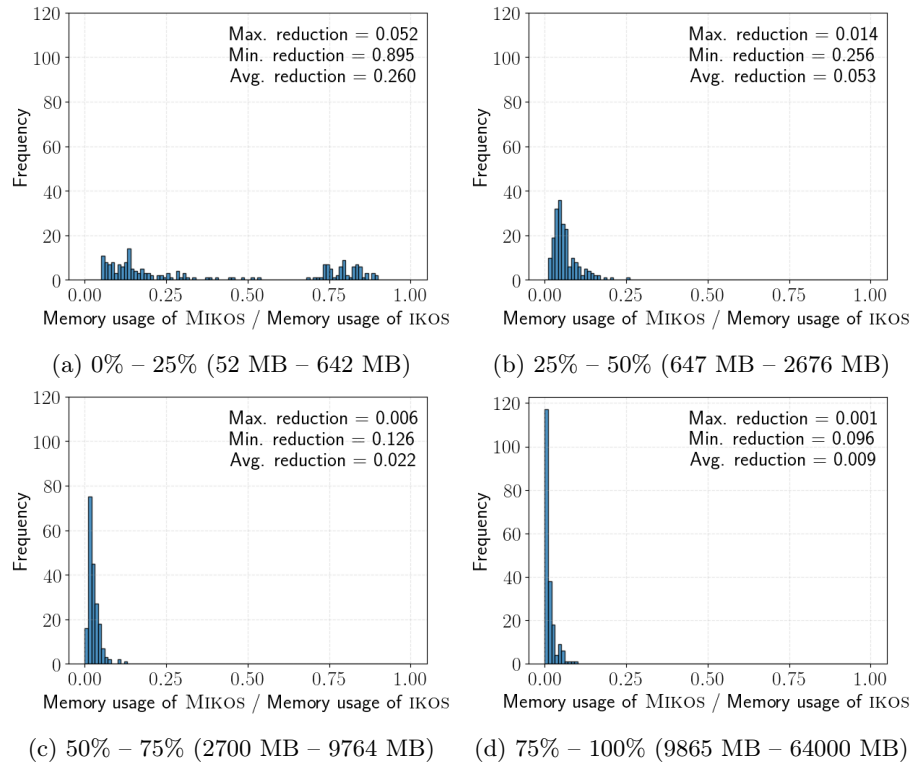 120
100
80
60
40
20
0
Frequency
Max. reduction = 0.052
Min. reduction = 0.895
Avg. reduction = 0.260
0.00 0.25 0.50 0.75 1.00
Memory usage of MIKOS / Memory usage of IKOS
(a) 0% – 25% (52 MB – 642 MB)
120
100
80
60
40
20
0
Frequency
Max. reduction = 0.014
Min. reduction = 0.256
Avg. reduction = 0.053
0.00 0.25 0.50 0.75 1.00
Memory usage of MIKOS / Memory usage of IKOS
(b) 25% – 50% (647 MB – 2676 MB)
120
100
80
60
40
20
0
Frequency
Max. reduction = 0.006
Min. reduction = 0.126
Avg. reduction = 0.022
0.00 0.25 0.50 0.75 1.00
Memory usage of MIKOS / Memory usage of IKOS
(c) 50% – 75% (2700 MB – 9764 MB)
120
100
80
60
40
20
0
Frequency
Max. reduction = 0.001
Min. reduction = 0.096
Avg. reduction = 0.009
0.00 0.25 0.50 0.75 1.00
Memory usage of MIKOS / Memory usage of IKOS
(d) 75% – 100% (9865 MB – 64000 MB)